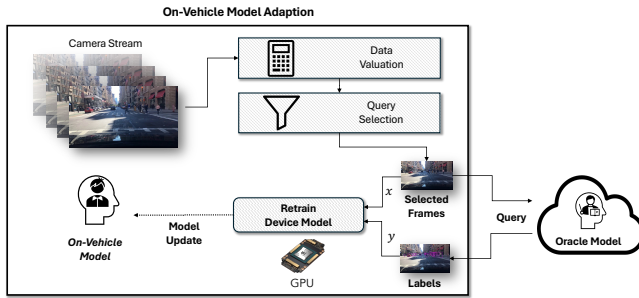 On-Vehicle Model Adaption
Camera Stream
Data
Valuation
Query
Selection
x
Selected
Frames
Retrain
Device Model
Model
Update
On-Vehicle
Model
y
Query
Oracle Model
GPU
Labels